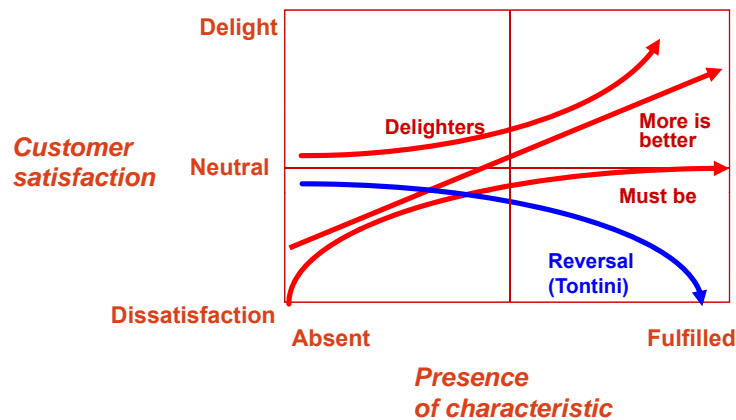 Delight
Delighters
More is
better
Customer
satisfaction
Neutral
Must be
Reversal
(Tontini)
Dissatisfaction
Absent
Fulfilled
Presence
of characteristic